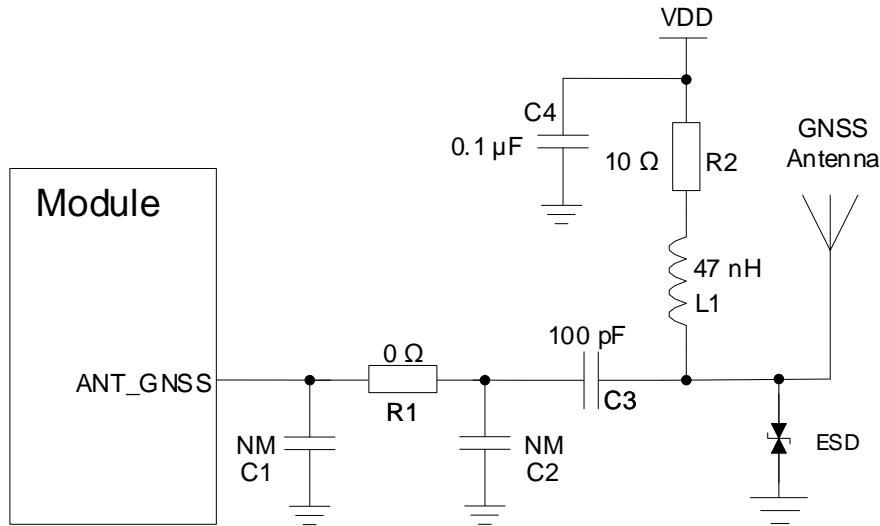 VDD
C4
0.1 µF
10 Ω
R2
GNSS
Antenna
Module
47 nH
L1
100 pF
0 Ω
ANT_GNSS
R1
C3
NM
C1
NM
C2
ESD